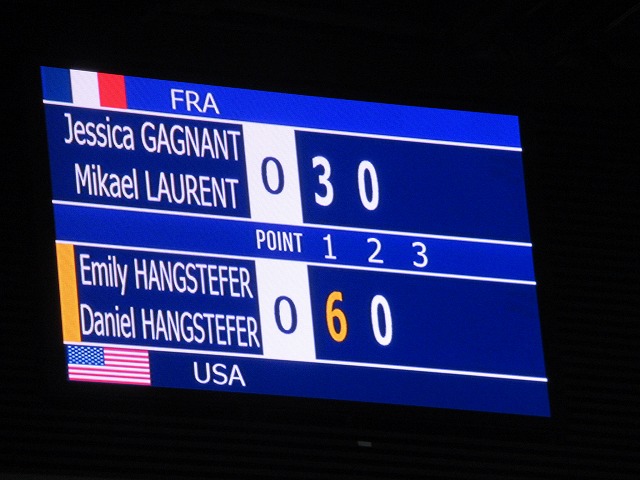 FRA
Jessica GAGNANT 0 3 0
Mikael LAURENT
POINT 1 2 3
Emily HANGSTEFER 0 6 0
Daniel HANGSTEFER
USA